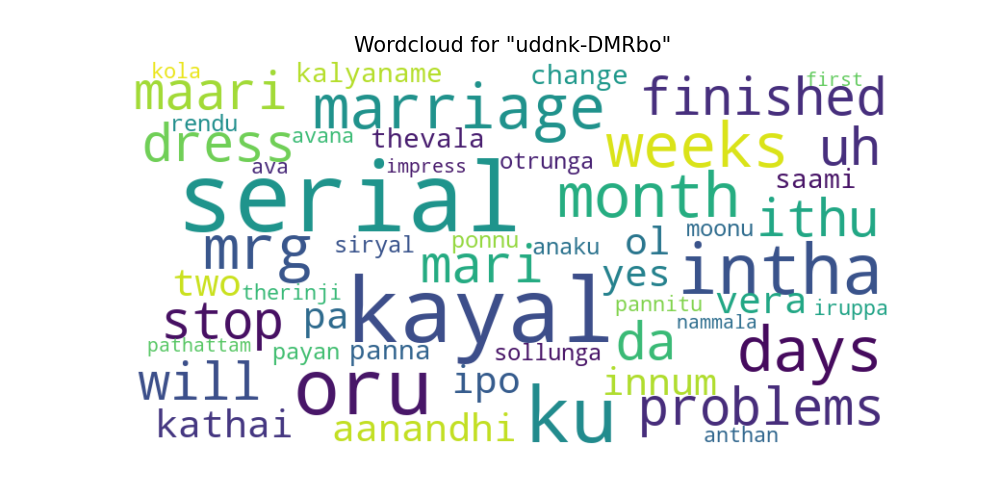 Wordcloud for "uddnk-DMRbo"
kola kalyaname change first
maari marriage finished
rendu dress avana thevala weeks uh
ava impress otrunga saami
serial month ithu
mrg siryal ponnu anaku ol moonu
mari yes intha
two therinji kayal pannitu vera iruppa
stop pa nammala
pathattam payan panna sollunga da days
will oru ipo innum
kathai aanandhi ku problems
anthan